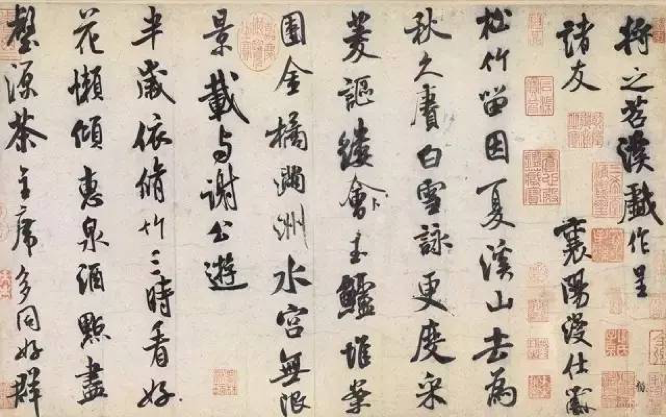 將之苕溪戲作呈
諸友 襄陽漫仕黻
松竹留因夏溪山去為
秋久賡白雪詠更度采
菱謳縷會玉鱸堆案
團金橘滿洲水宮無限
景載與謝公遊
半歲依脩竹三時看好
花懶傾惠泉酒點盡
壑源茶主席多同好群